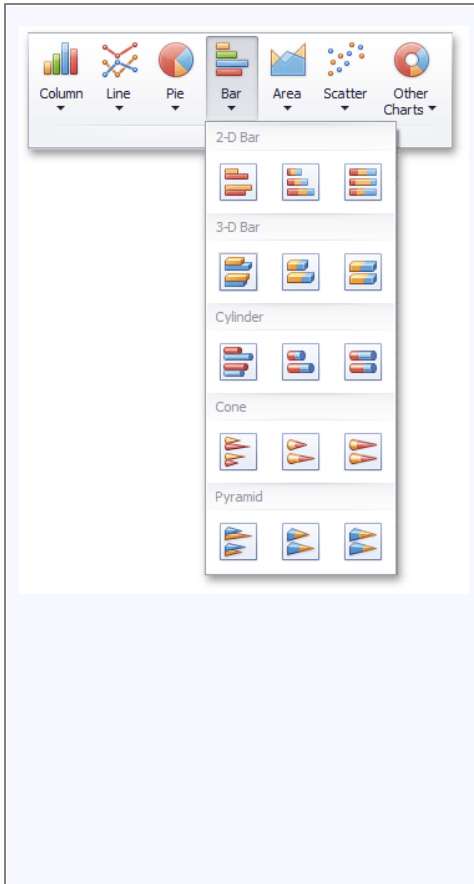 Column Line Pie Bar Area Scatter Other
Charts
2-D Bar
3-D Bar
Cylinder
Cone
Pyramid